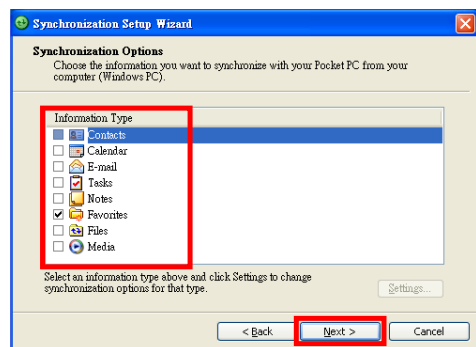 Synchronization Setup Wizard
Synchronization Options
Choose the information you want to synchronize with your Pocket PC from your
computer (Windows PC).
Information Type
Contacts
Calendar
E-mail
Tasks
Notes
Favorites
Files
Media
Select an information type above and click Settings to change
synchronization options for that type.
Settings...
< Back
Next >
Cancel